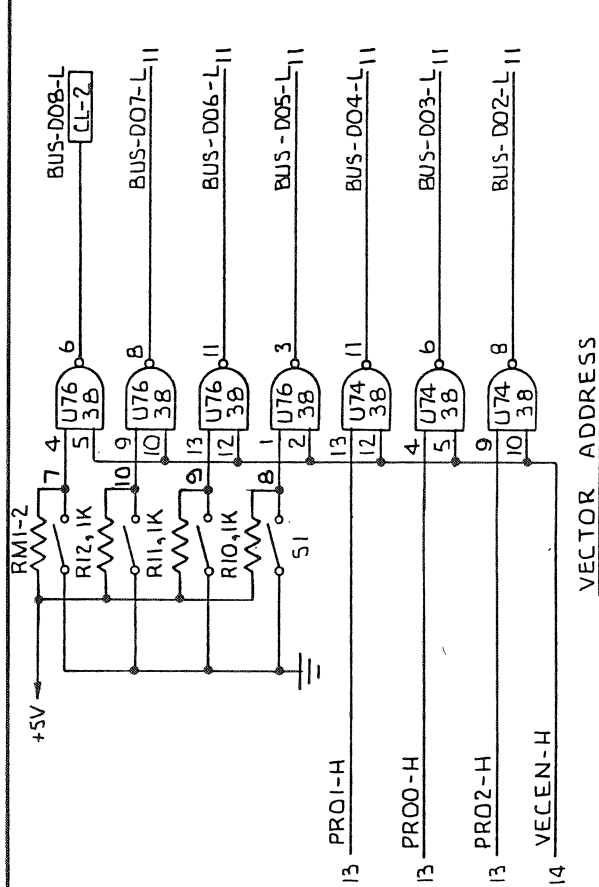 BUS-D08-L
CL-2
+5V
RM1-2
7
4
5
U76
38
6
R12,1K
10
9
10
U76
38
8
BUS-D07-L 11
R11,1K
9
13
12
U76
38
11
BUS-D06-L 11
R10,1K
8
1
2
U76
38
3
BUS-D05-L 11
S1
13 PRO1-H
13
12
U74
38
11
BUS-D04-L 11
13 PRO0-H
4
5
U74
38
6
BUS-D03-L 11
13 PRO2-H
9
10
U74
38
8
BUS-D02-L 11
14 VECEN-H
VECTOR ADDRESS